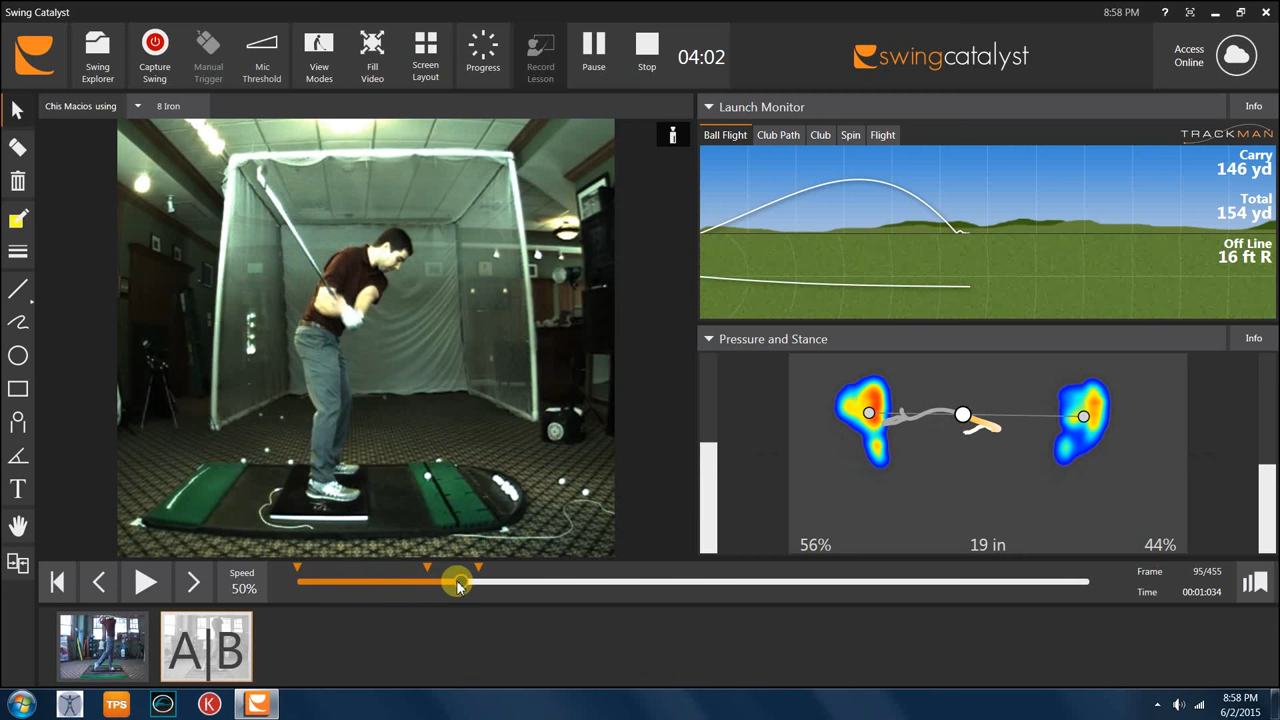 Swing Catalyst
8:58 PM
?
Swing Explorer
Capture Swing
Manual Trigger
Mic Threshold
View Modes
Fill Video
Screen Layout
Progress
Record Lesson
Pause
Stop
04:02
swingcatalyst
Access Online
Chis Macios using
8 Iron
Launch Monitor
Info
Ball Flight
Club Path
Club
Spin
Flight
TRACKMAN
Carry
146 yd
Total
154 yd
Off Line
16 ft R
Pressure and Stance
Info
56%
19 in
44%
T
Speed
50%
Frame
95/455
Time
00:01:034
A|B
TPS
K
8:58 PM
6/2/2015